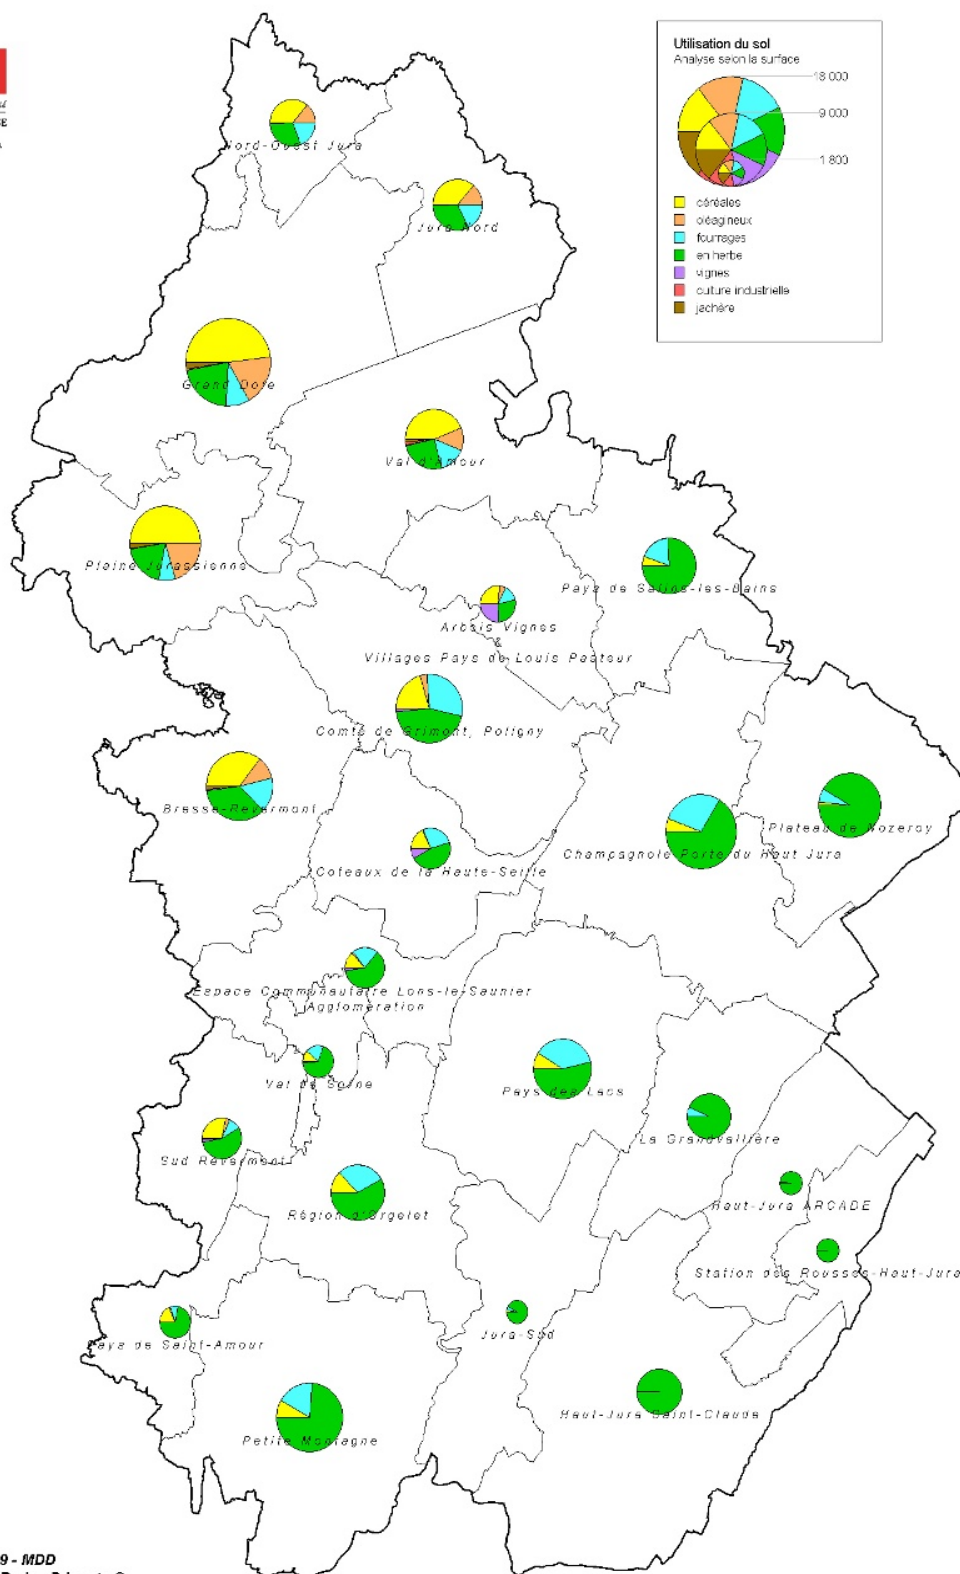 Utilisation du sol
Analyse selon la surface
18 000
9 000
1 800
céréales
oléagineux
fourrages
en herbe
vignes
culture industrielle
jachère
Nord-Ouest Jura
Jura Nord
Grand Dole
Val d'Amour
Plaine Jurassienne
Pays de Salins-les-Bains
Arbois Vignes
&
Villages Pays de Louis Pasteur
Comté de Grimont, Poligny
Bresse-Revermont
Plateau de Nozeroy
Champagnole Porte du Haut Jura
Coteaux de la Haute-Seille
Espace Communautaire Lons-le-Saunier
Agglomération
Val de Sorne
Pays des Lacs
La Grandvallière
Sud Revermont
Haut-Jura ARCADE
Région d'Orgelet
Station des Rousses-Haut-Jura
Jura-Sud
Pays de Saint-Amour
Haut-Jura Saint-Claude
Petite Montagne
9 - MDD